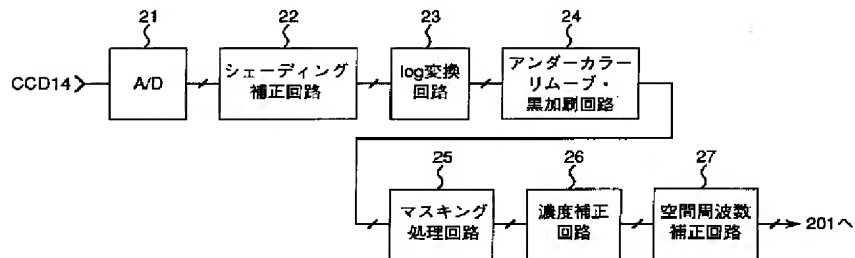 21
22
23
24
CCD14
A/D
シェーディング
補正回路
log変換
回路
アンダーカラー
リムーブ・
黒加刷回路
25
26
27
マスキング
処理回路
濃度補正
回路
空間周波数
補正回路
201へ